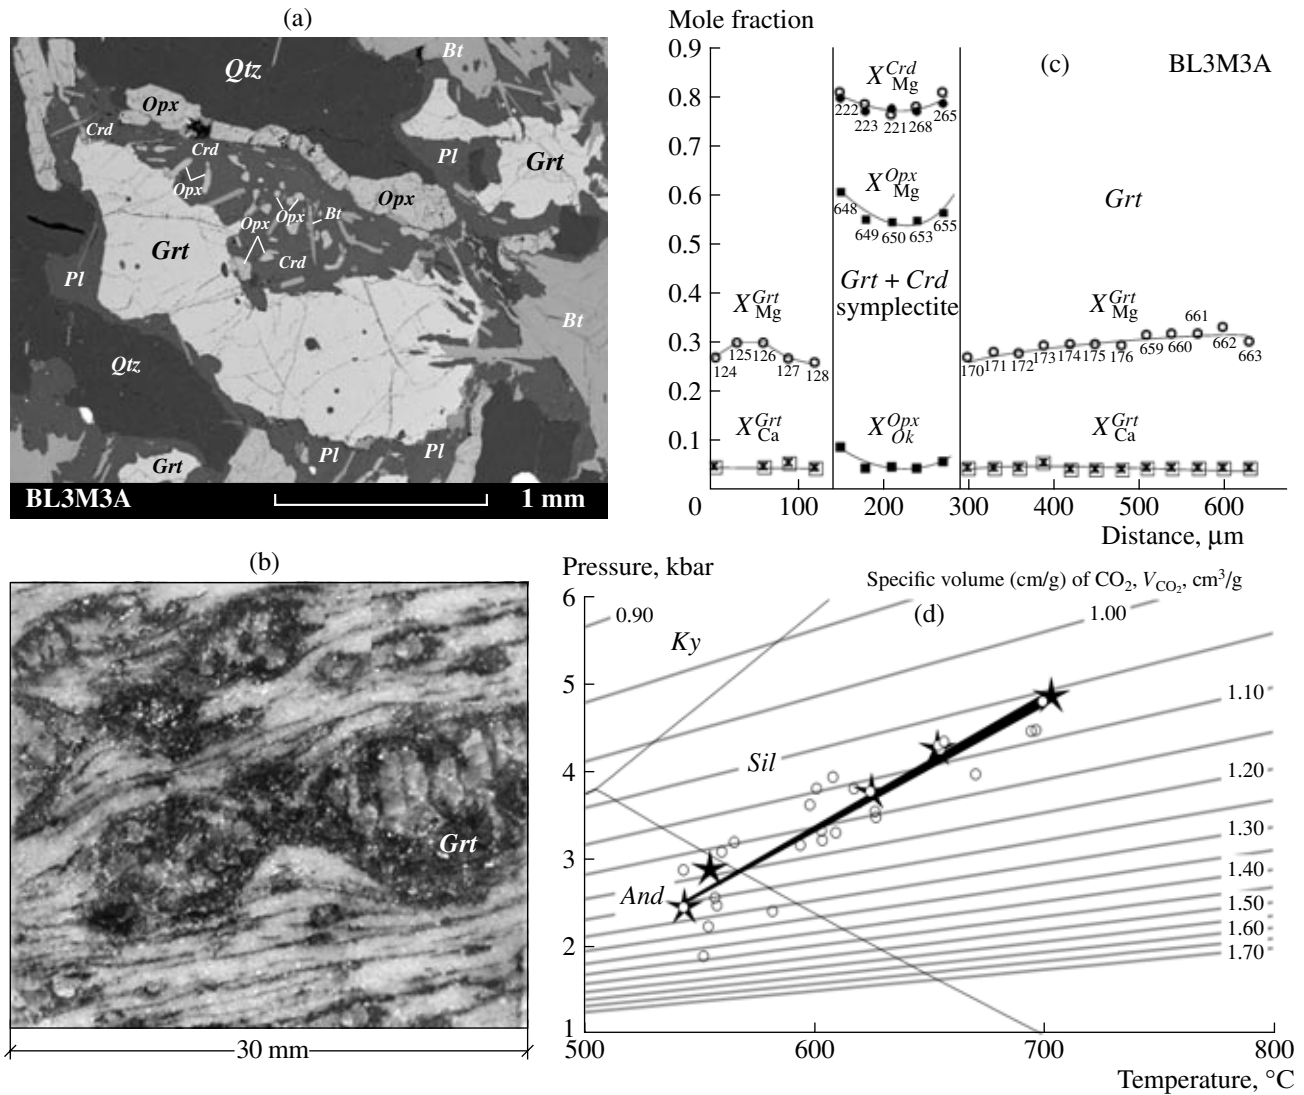 (a)
Qtz
Bt
Opx
Crd
Crd
Pl
Grt
Opx
Opx
Opx
Opx
Bt
Grt
Crd
Pl
Bt
Qtz
Pl
Pl
Grt
BL3M3A
1 mm
(b)
Grt
30 mm
Mole fraction
(c)
BL3M3A
0.9
0.8
0.7
0.6
0.5
0.4
0.3
0.2
0.1
0
X^Crd_Mg
222
223
221
268
265
X^Opx_Mg
648
649
650
653
655
Grt
Grt + Crd
symplectite
X^Grt_Mg
124
125
126
127
128
X^Grt_Mg
170
171
172
173
174
175
176
659
660
661
662
663
X^Grt_Ca
X^Opx_Ok
X^Grt_Ca
100
200
300
400
500
600
Distance, µm
Pressure, kbar
Specific volume (cm/g) of CO₂, V_CO₂, cm³/g
(d)
6
5
4
3
2
1
0.90
1.00
1.10
1.20
1.30
1.40
1.50
1.60
1.70
Ky
Sil
And
500
600
700
800
Temperature, °C